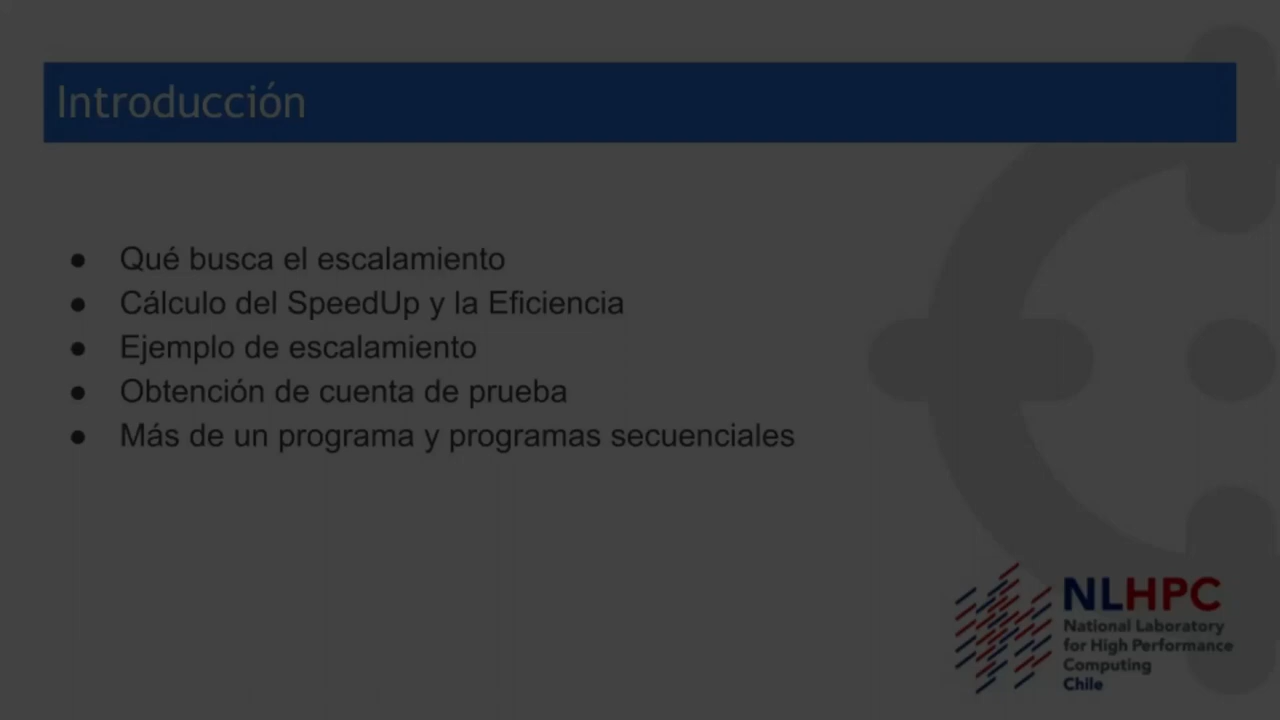 Introducción
● Qué busca el escalamiento
● Cálculo del SpeedUp y la Eficiencia
● Ejemplo de escalamiento
● Obtención de cuenta de prueba
● Más de un programa y programas secuenciales
NLHPC
National Laboratory
for High Performance
Computing
Chile